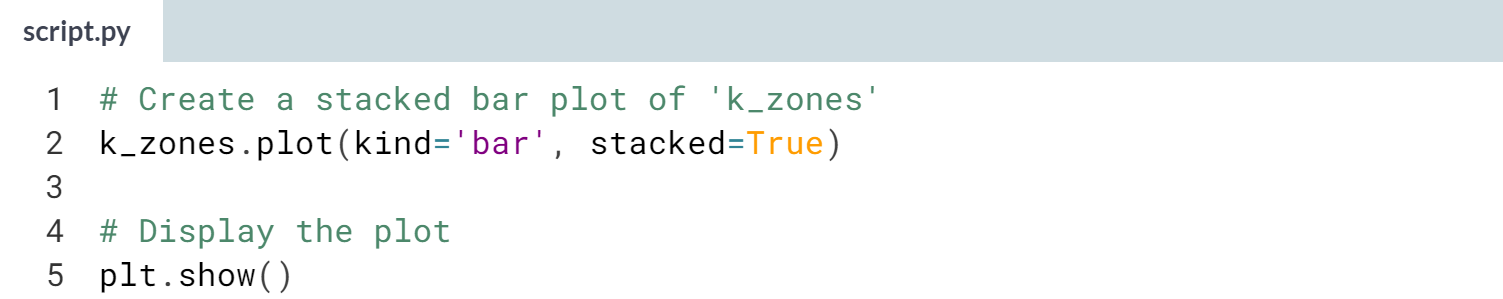 script.py
1 # Create a stacked bar plot of 'k_zones'
2 k_zones.plot(kind='bar', stacked=True)
3
4 # Display the plot
5 plt.show()